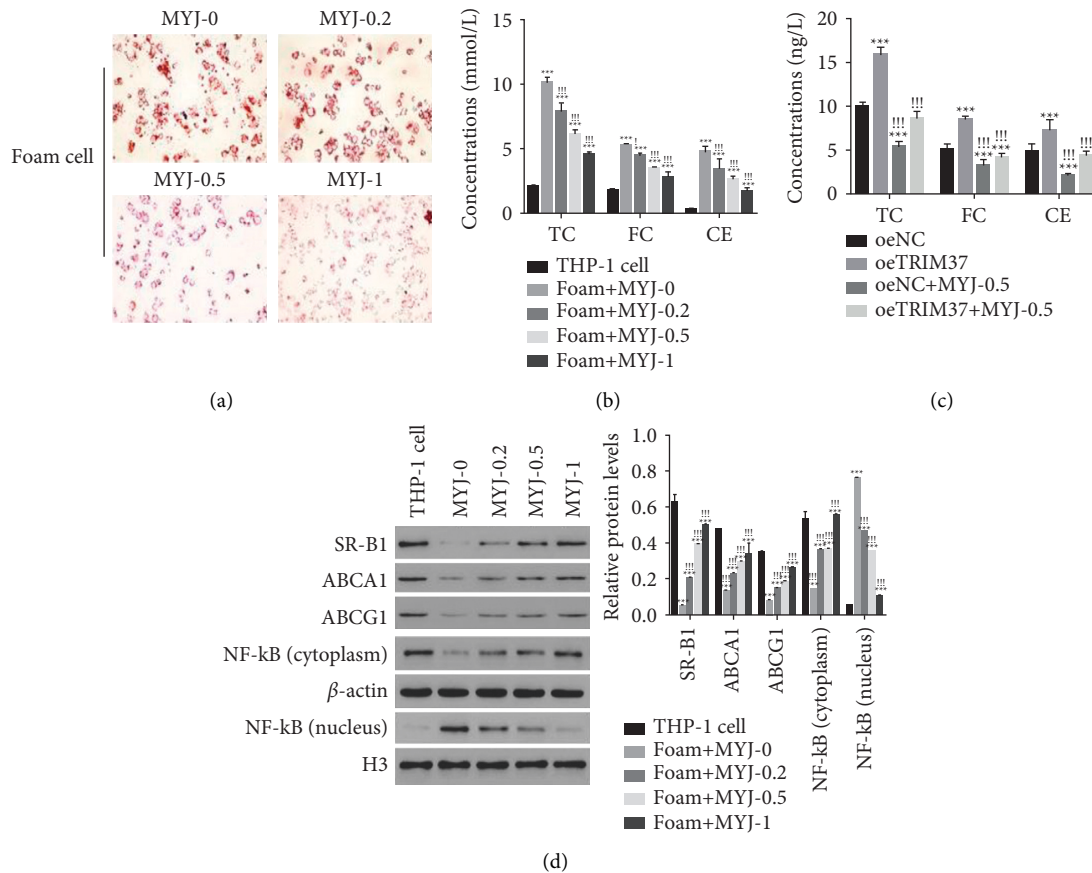 MYJ-0
MYJ-0.2
Foam cell
MYJ-0.5
MYJ-1
(a)
Concentrations (mmol/L)
15
10
5
0
TC
FC
CE
THP-1 cell
Foam+MYJ-0
Foam+MYJ-0.2
Foam+MYJ-0.5
Foam+MYJ-1
(b)
Concentrations (ng/L)
20
15
10
5
0
TC
FC
CE
oeNC
oeTRIM37
oeNC+MYJ-0.5
oeTRIM37+MYJ-0.5
(c)
THP-1 cell
MYJ-0
MYJ-0.2
MYJ-0.5
MYJ-1
SR-B1
ABCA1
ABCG1
NF-kB (cytoplasm)
β-actin
NF-kB (nucleus)
H3
Relative protein levels
1.0
0.8
0.6
0.4
0.2
0.0
SR-B1
ABCA1
ABCG1
NF-kB (cytoplasm)
NF-kB (nucleus)
THP-1 cell
Foam+MYJ-0
Foam+MYJ-0.2
Foam+MYJ-0.5
Foam+MYJ-1
(d)